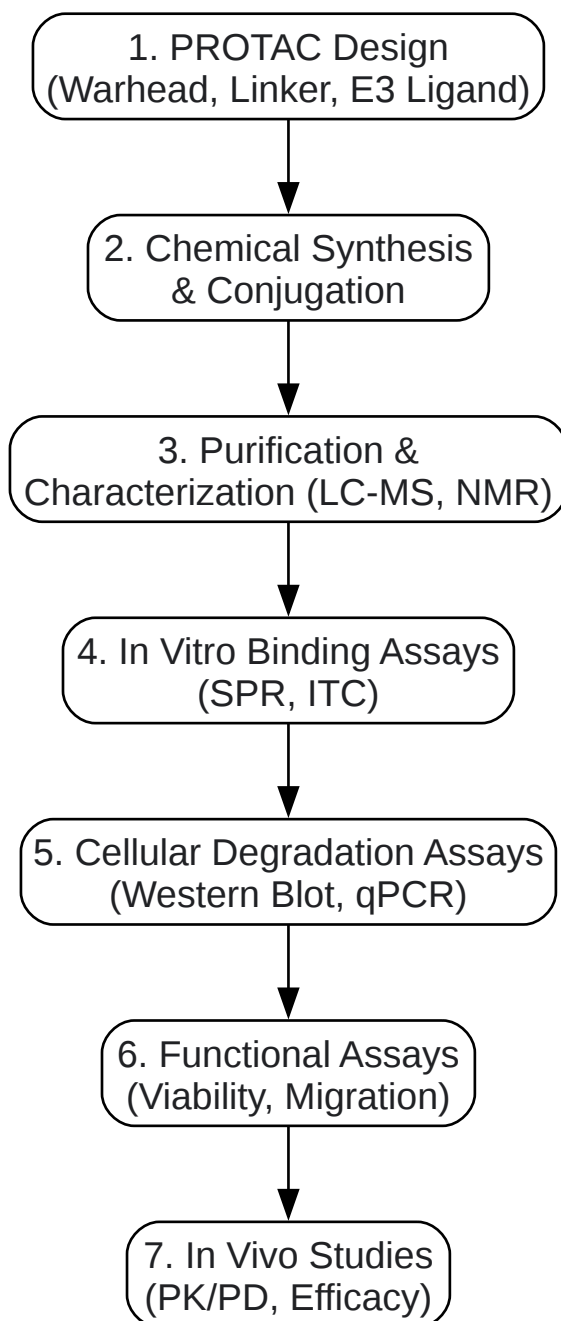 1. PROTAC Design
(Warhead, Linker, E3 Ligand)
2. Chemical Synthesis
& Conjugation
3. Purification &
Characterization (LC-MS, NMR)
4. In Vitro Binding Assays
(SPR, ITC)
5. Cellular Degradation Assays
(Western Blot, qPCR)
6. Functional Assays
(Viability, Migration)
7. In Vivo Studies
(PK/PD, Efficacy)